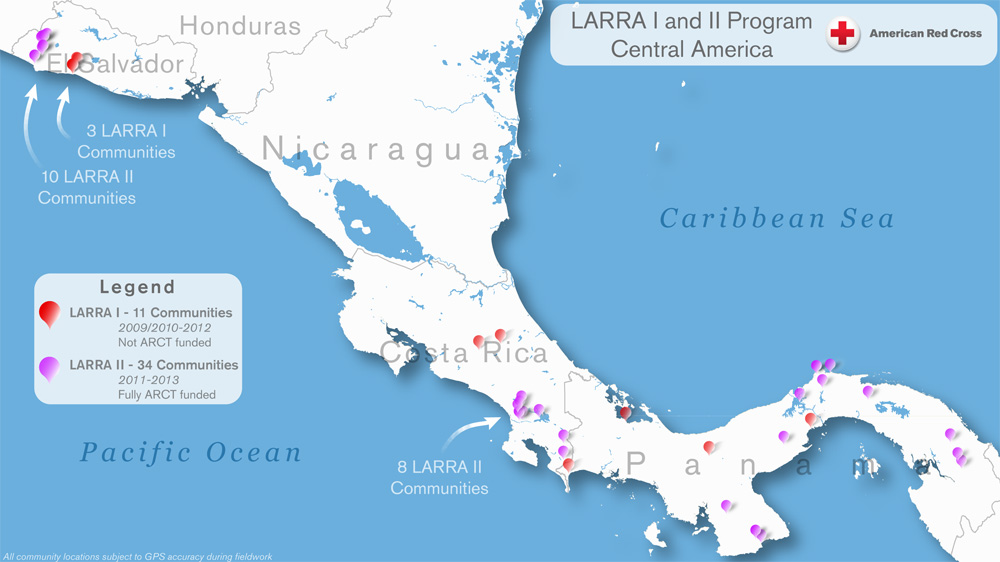 Honduras
LARRA I and II Program
Central America
American Red Cross
El Salvador
3 LARRA I
Communities
Nicaragua
10 LARRA II
Communities
Caribbean Sea
Legend
LARRA I - 11 Communities
2009/2010-2012
Not ARCT funded
LARRA II - 34 Communities
2011-2013
Fully ARCT funded
Costa Rica
Pacific Ocean
8 LARRA II
Communities
Panama
All community locations subject to GPS accuracy during fieldwork